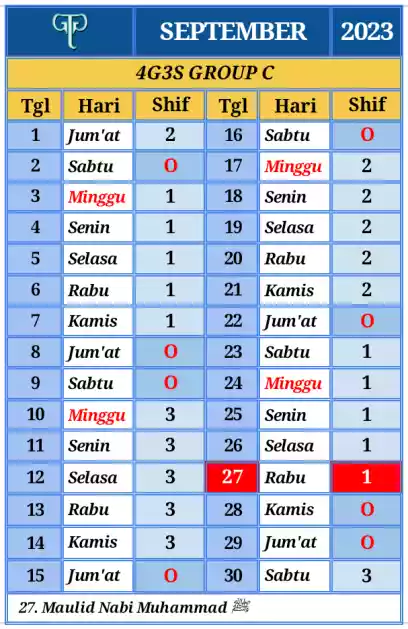 GTP SEPTEMBER 2023
4G3S GROUP C
Tgl Hari Shif Tgl Hari Shif
1 Jum'at 2 16 Sabtu O
2 Sabtu O 17 Minggu 2
3 Minggu 1 18 Senin 2
4 Senin 1 19 Selasa 2
5 Selasa 1 20 Rabu 2
6 Rabu 1 21 Kamis 2
7 Kamis 1 22 Jum'at O
8 Jum'at O 23 Sabtu 1
9 Sabtu O 24 Minggu 1
10 Minggu 3 25 Senin 1
11 Senin 3 26 Selasa 1
12 Selasa 3 27 Rabu 1
13 Rabu 3 28 Kamis O
14 Kamis 3 29 Jum'at O
15 Jum'at O 30 Sabtu 3
27. Maulid Nabi Muhammad ﷺ